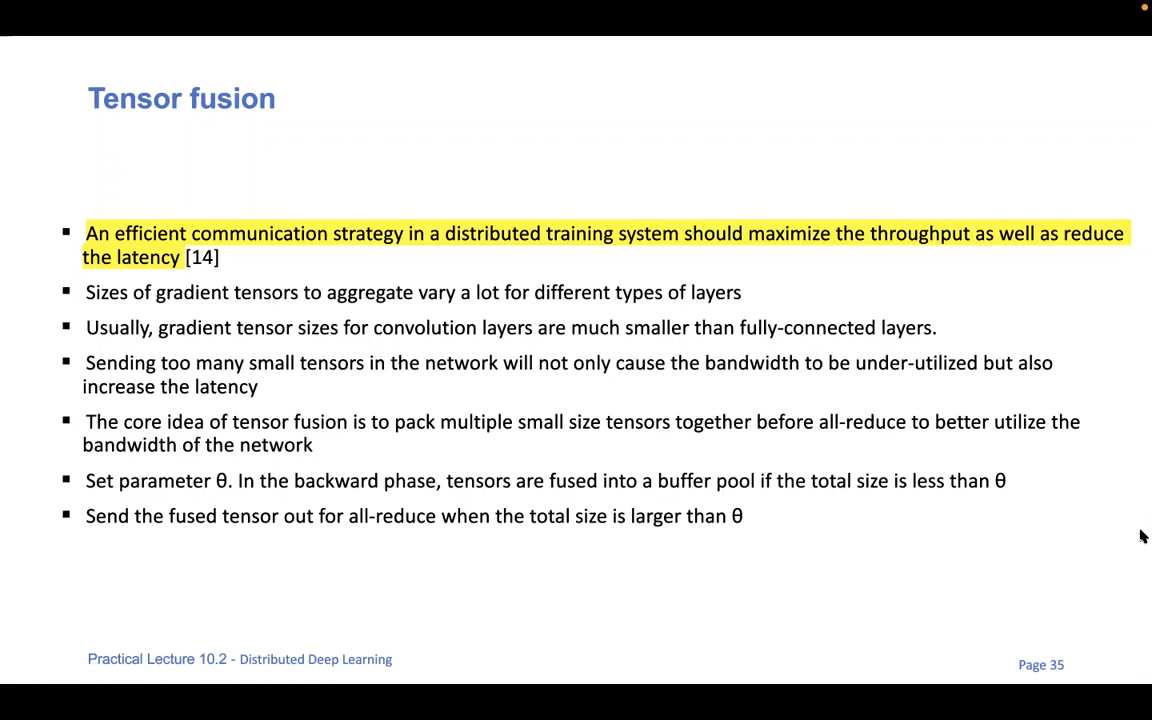 Tensor fusion
▪ An efficient communication strategy in a distributed training system should maximize the throughput as well as reduce
the latency [14]
▪ Sizes of gradient tensors to aggregate vary a lot for different types of layers
▪ Usually, gradient tensor sizes for convolution layers are much smaller than fully-connected layers.
▪ Sending too many small tensors in the network will not only cause the bandwidth to be under-utilized but also
increase the latency
▪ The core idea of tensor fusion is to pack multiple small size tensors together before all-reduce to better utilize the
bandwidth of the network
▪ Set parameter θ. In the backward phase, tensors are fused into a buffer pool if the total size is less than θ
▪ Send the fused tensor out for all-reduce when the total size is larger than θ
Practical Lecture 10.2 - Distributed Deep Learning
Page 35